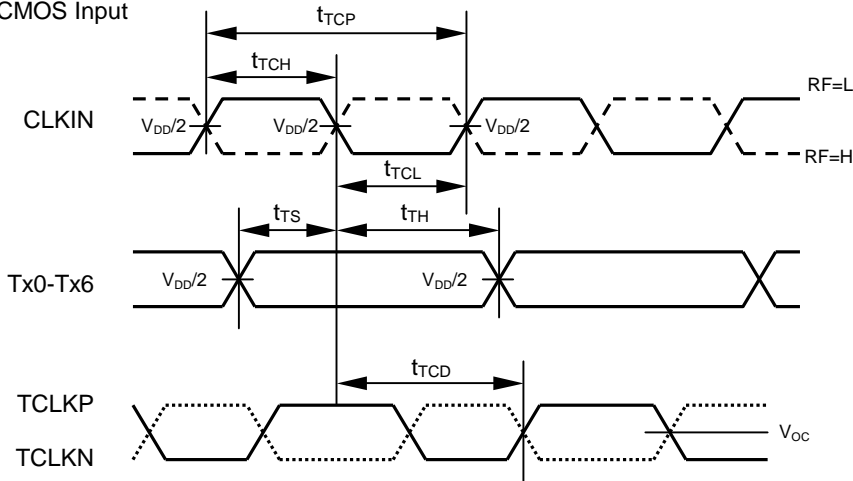 CMOS Input
tTCP
tTCH
RF=L
CLKIN
VDD/2
VDD/2
VDD/2
RF=H
tTCL
tTS
tTH
Tx0-Tx6
VDD/2
VDD/2
tTCD
TCLKP
VOC
TCLKN